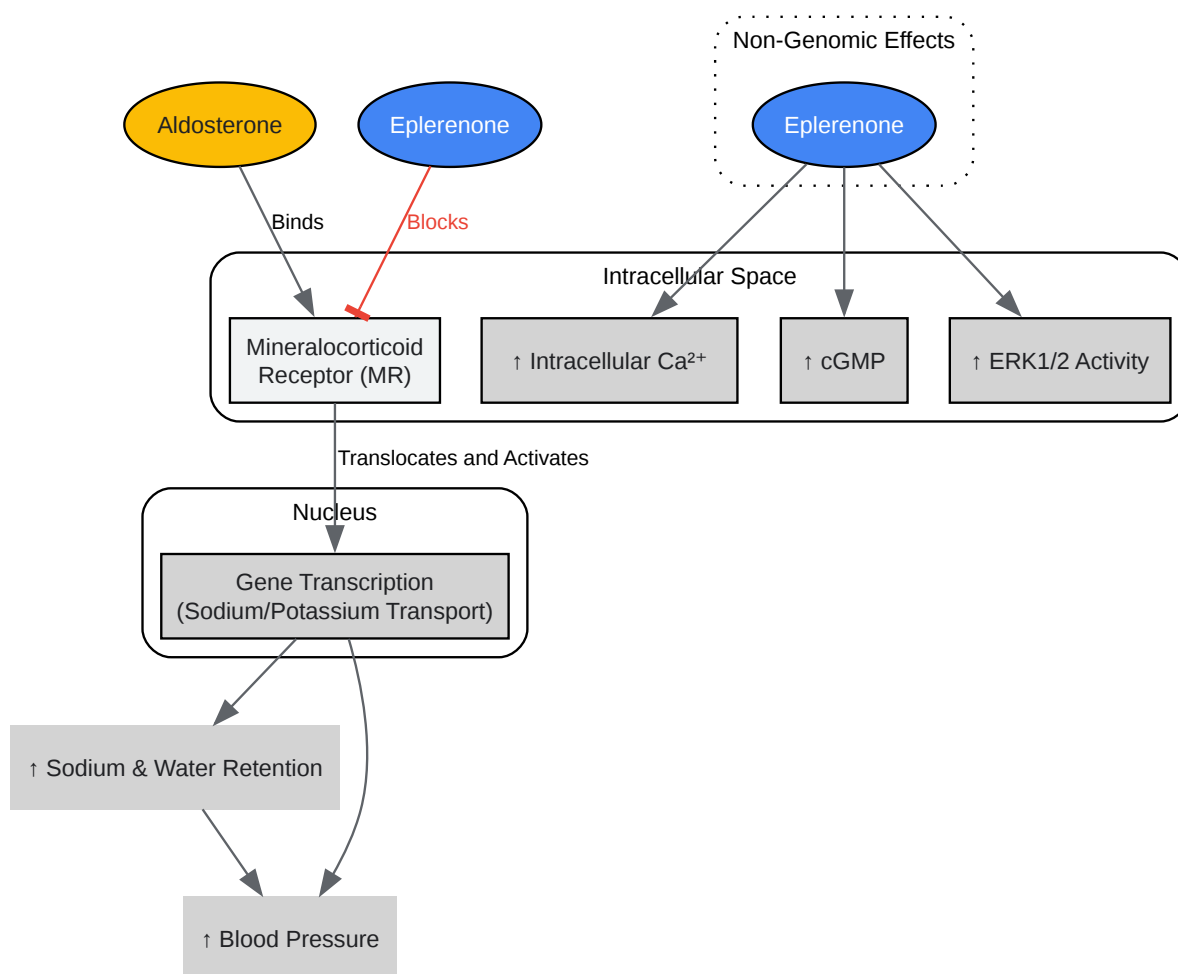 Non-Genomic Effects
Aldosterone
Eplerenone
Eplerenone
Binds
Blocks
Intracellular Space
Mineralocorticoid
Receptor (MR)
↑ Intracellular Ca²⁺
↑ cGMP
↑ ERK1/2 Activity
Translocates and Activates
Nucleus
Gene Transcription
(Sodium/Potassium Transport)
↑ Sodium & Water Retention
↑ Blood Pressure